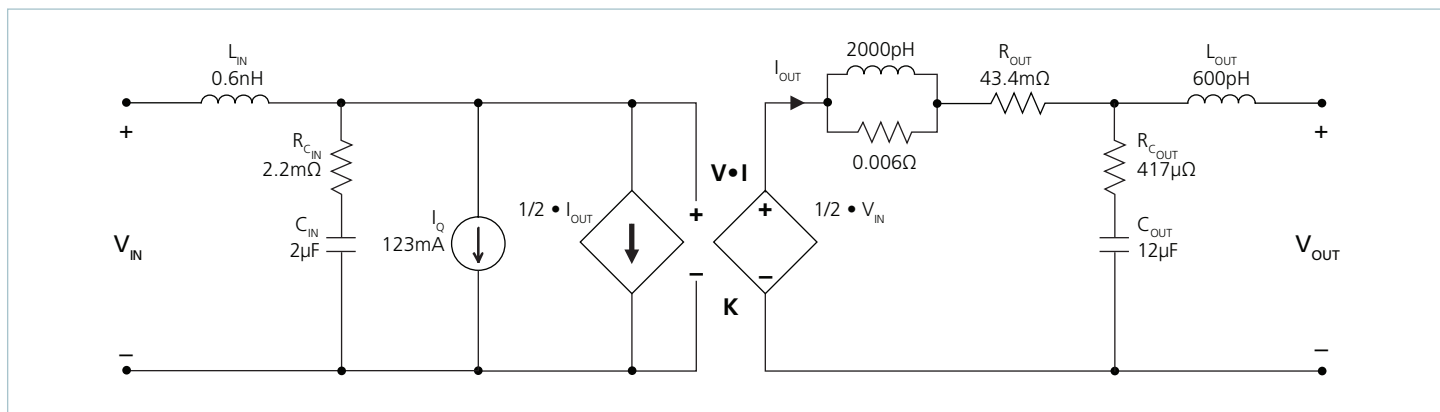 L_IN
0.6nH
+
R_C_IN
2.2mΩ
C_IN
2µF
V_IN
–
I_Q
123mA
1/2 • I_OUT
+
–
V•I
K
+
–
1/2 • V_IN
I_OUT
2000pH
0.006Ω
R_OUT
43.4mΩ
R_C_OUT
417µΩ
C_OUT
12µF
L_OUT
600pH
+
V_OUT
–